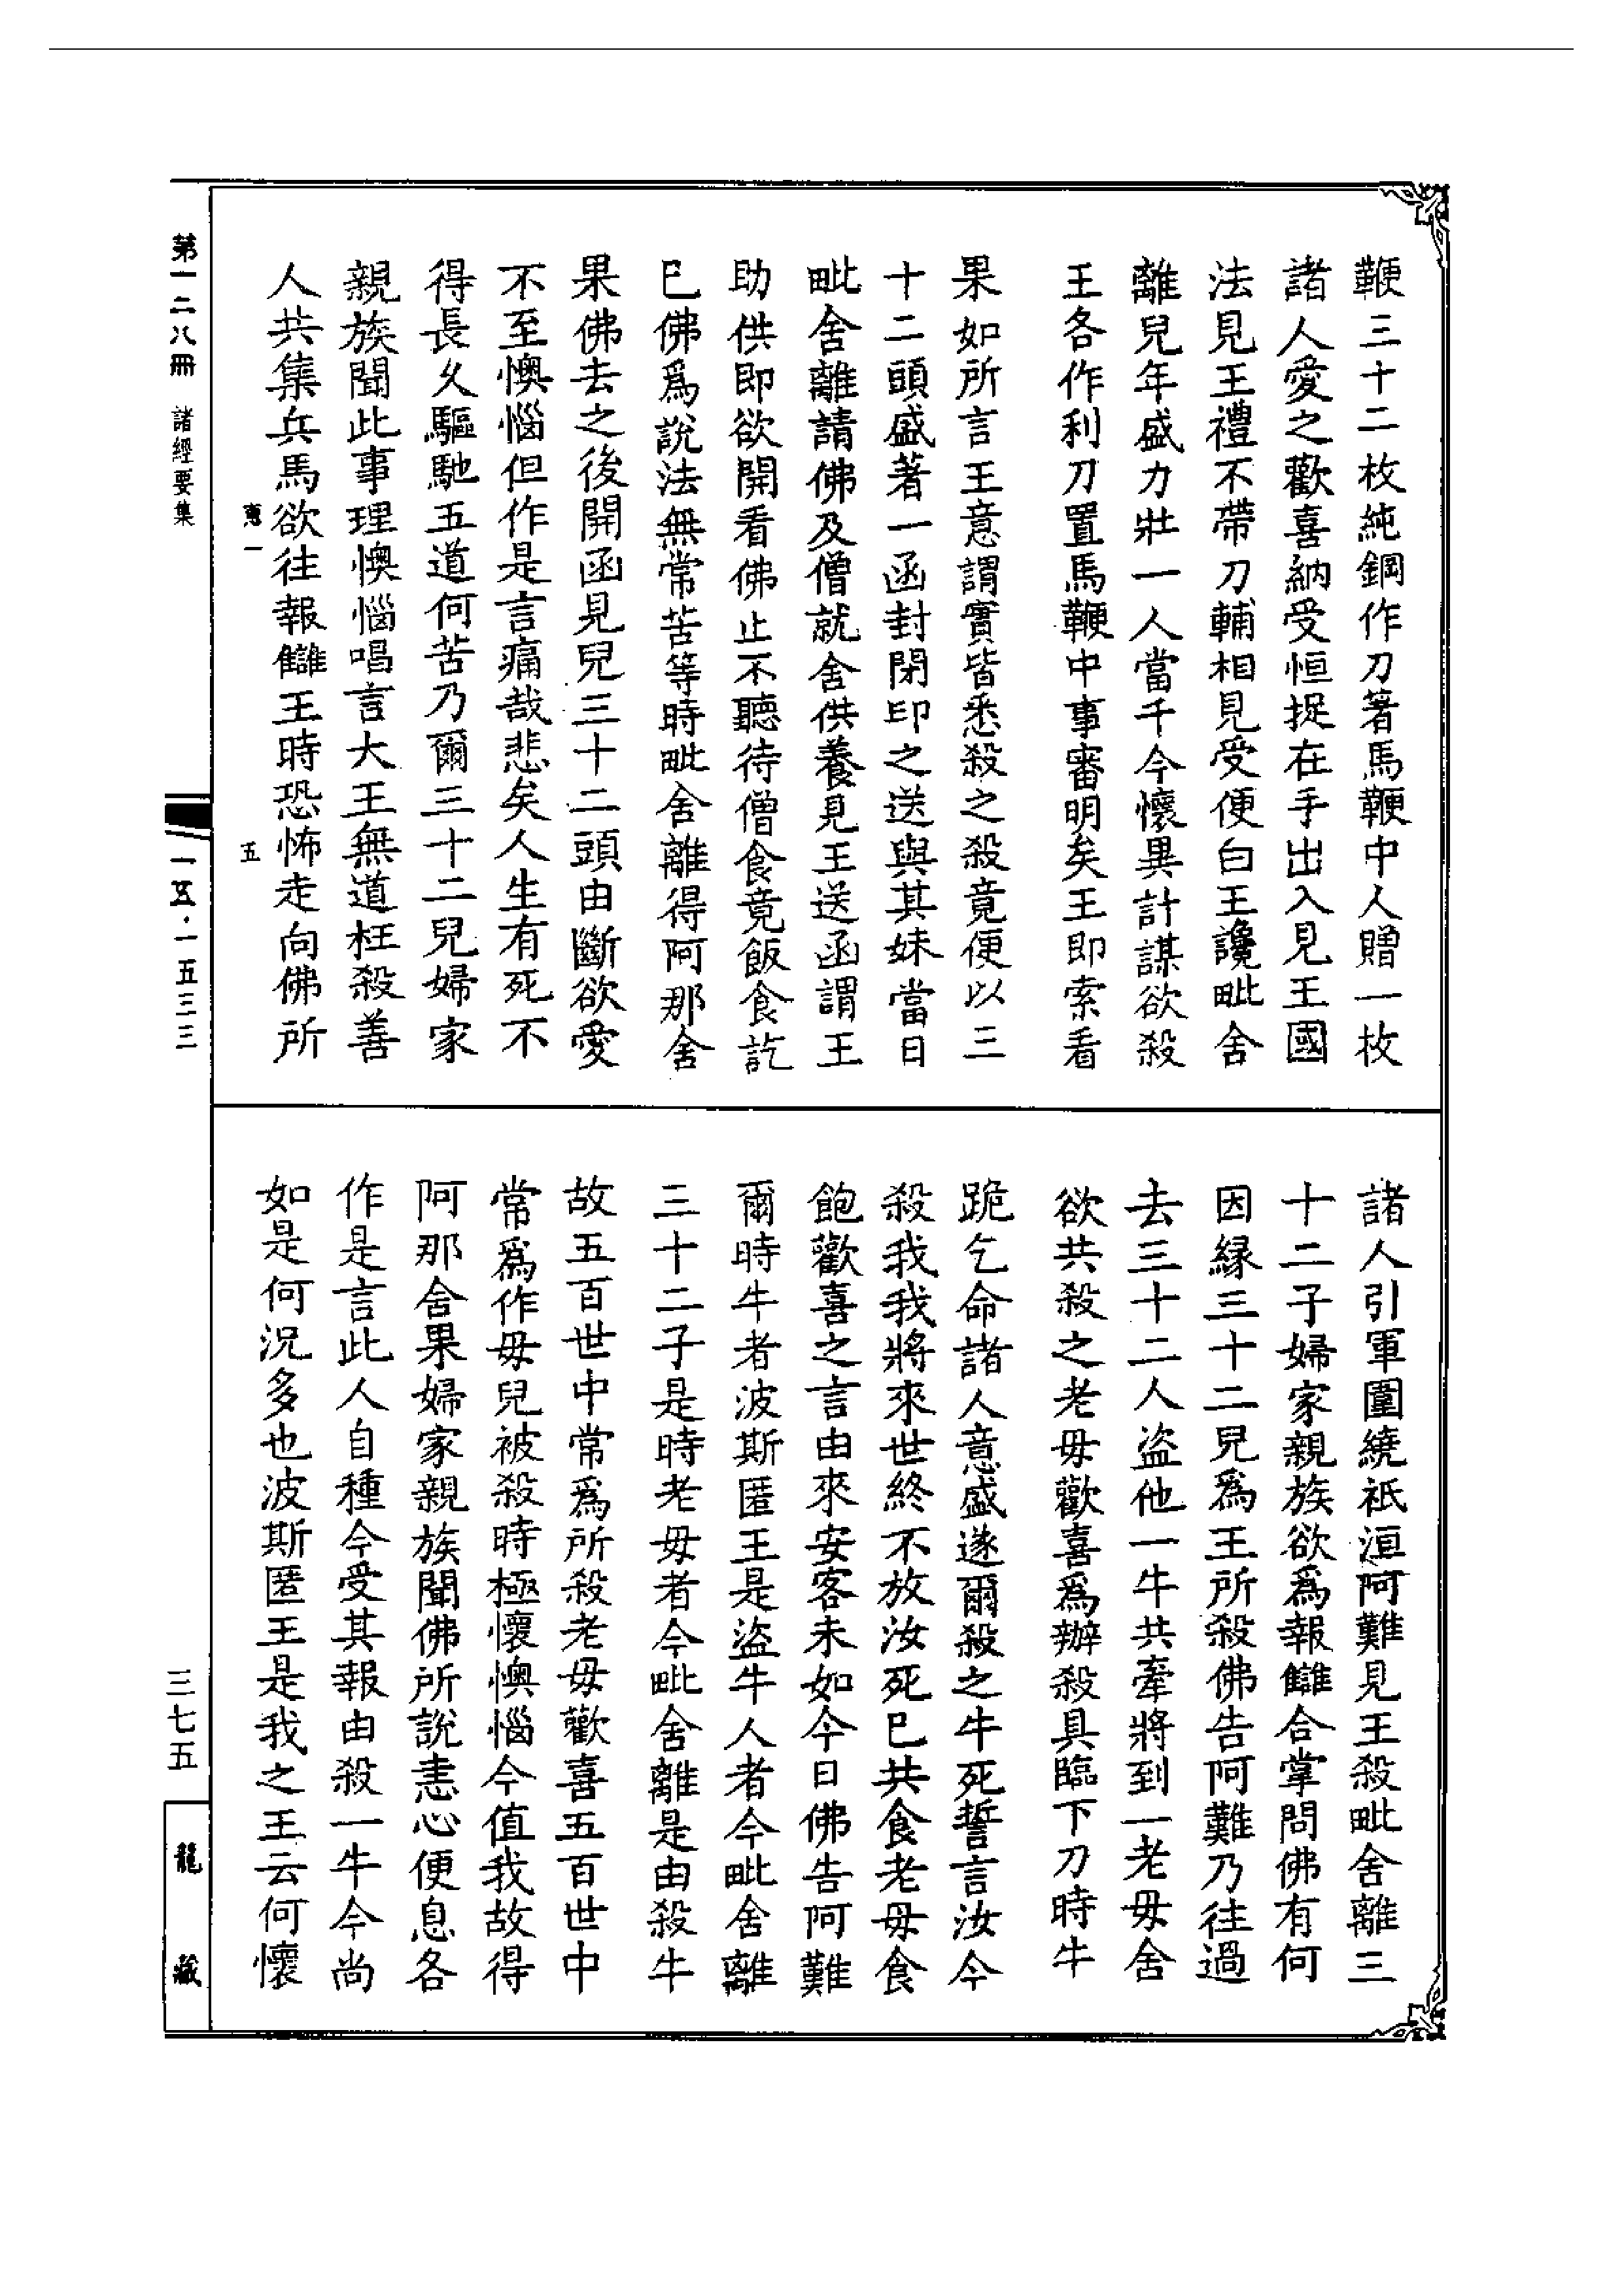 鞭三十二枚純鋼作刀著馬鞭中人贈一枚
諸人愛之歡喜納受恒捉在手出入見王國
法見王禮不帶刀輔相見受便白王讒毗舍
離兒年盛力壯一人當千今懷異計謀欲殺
王各作利刀置馬鞭中事審明矣王即索看
果如所言王意謂實皆悉殺之殺竟便以三
十二頭盛著一函封閉印之送與其妹當日
毗舍離請佛及僧就舍供養見王送函謂王
助供即欲開看佛止不聽待僧食竟飯食訖
已佛爲說法無常苦等時毗舍離得阿那舍
果佛去之後開函見兒三十二頭由斷欲愛
不至懊惱但作是言痛哉悲矣人生有死不
得長久驅馳五道何苦乃爾三十二兒婦家
親族聞此事理懊惱唱言大王無道枉殺善
人共集兵馬欲往報讎王時恐怖走向佛所
諸人引軍圍繞祇洹阿難見王殺毗舍離三
十二子婦家親族欲爲報讎合掌問佛有何
因縁三十二兒爲王所殺佛告阿難乃往過
去三十二人盜他一牛共牽將到一老母舍
欲共殺之老母歡喜爲辦殺具臨下刀時牛
跪乞命諸人意盛遂爾殺之牛死誓言汝今
殺我我將來世終不放汝死已共食老母食
飽歡喜之言由來安客未如今日佛告阿難
爾時牛者波斯匿王是盜牛人者今毗舍離
三十二子是時老母者今毗舍離是由殺牛
故五百世中常爲所殺老母歡喜五百世中
常爲作母兒被殺時極懷懊惱今值我故得
阿那舍果婦家親族聞佛所說恚心便息各
作是言此人自種今受其報由殺一牛今尚
如是何況多也波斯匿王是我之王云何懷
第一二八冊 諸經要集
一五·一五三三
三七五
龍藏
一
五